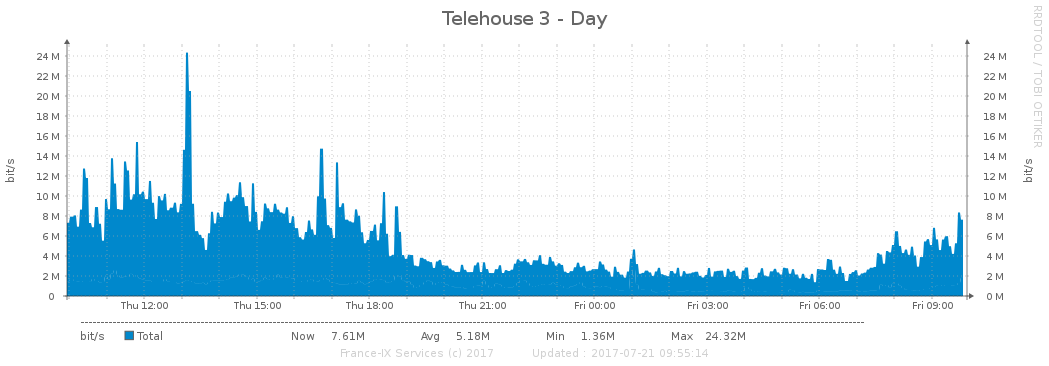 Telehouse 3 - Day
RRDTOOL / TOBI OETIKER
bit/s
24 M 24 M
22 M 22 M
20 M 20 M
18 M 18 M
16 M 16 M
14 M 14 M
12 M 12 M
10 M 10 M
8 M 8 M
6 M 6 M
4 M 4 M
2 M 2 M
0 0 M
bit/s
Thu 12:00 Thu 15:00 Thu 18:00 Thu 21:00 Fri 00:00 Fri 03:00 Fri 06:00 Fri 09:00
bit/s Total Now 7.61M Avg 5.18M Min 1.36M Max 24.32M
France-IX Services (c) 2017 Updated : 2017-07-21 09:55:14